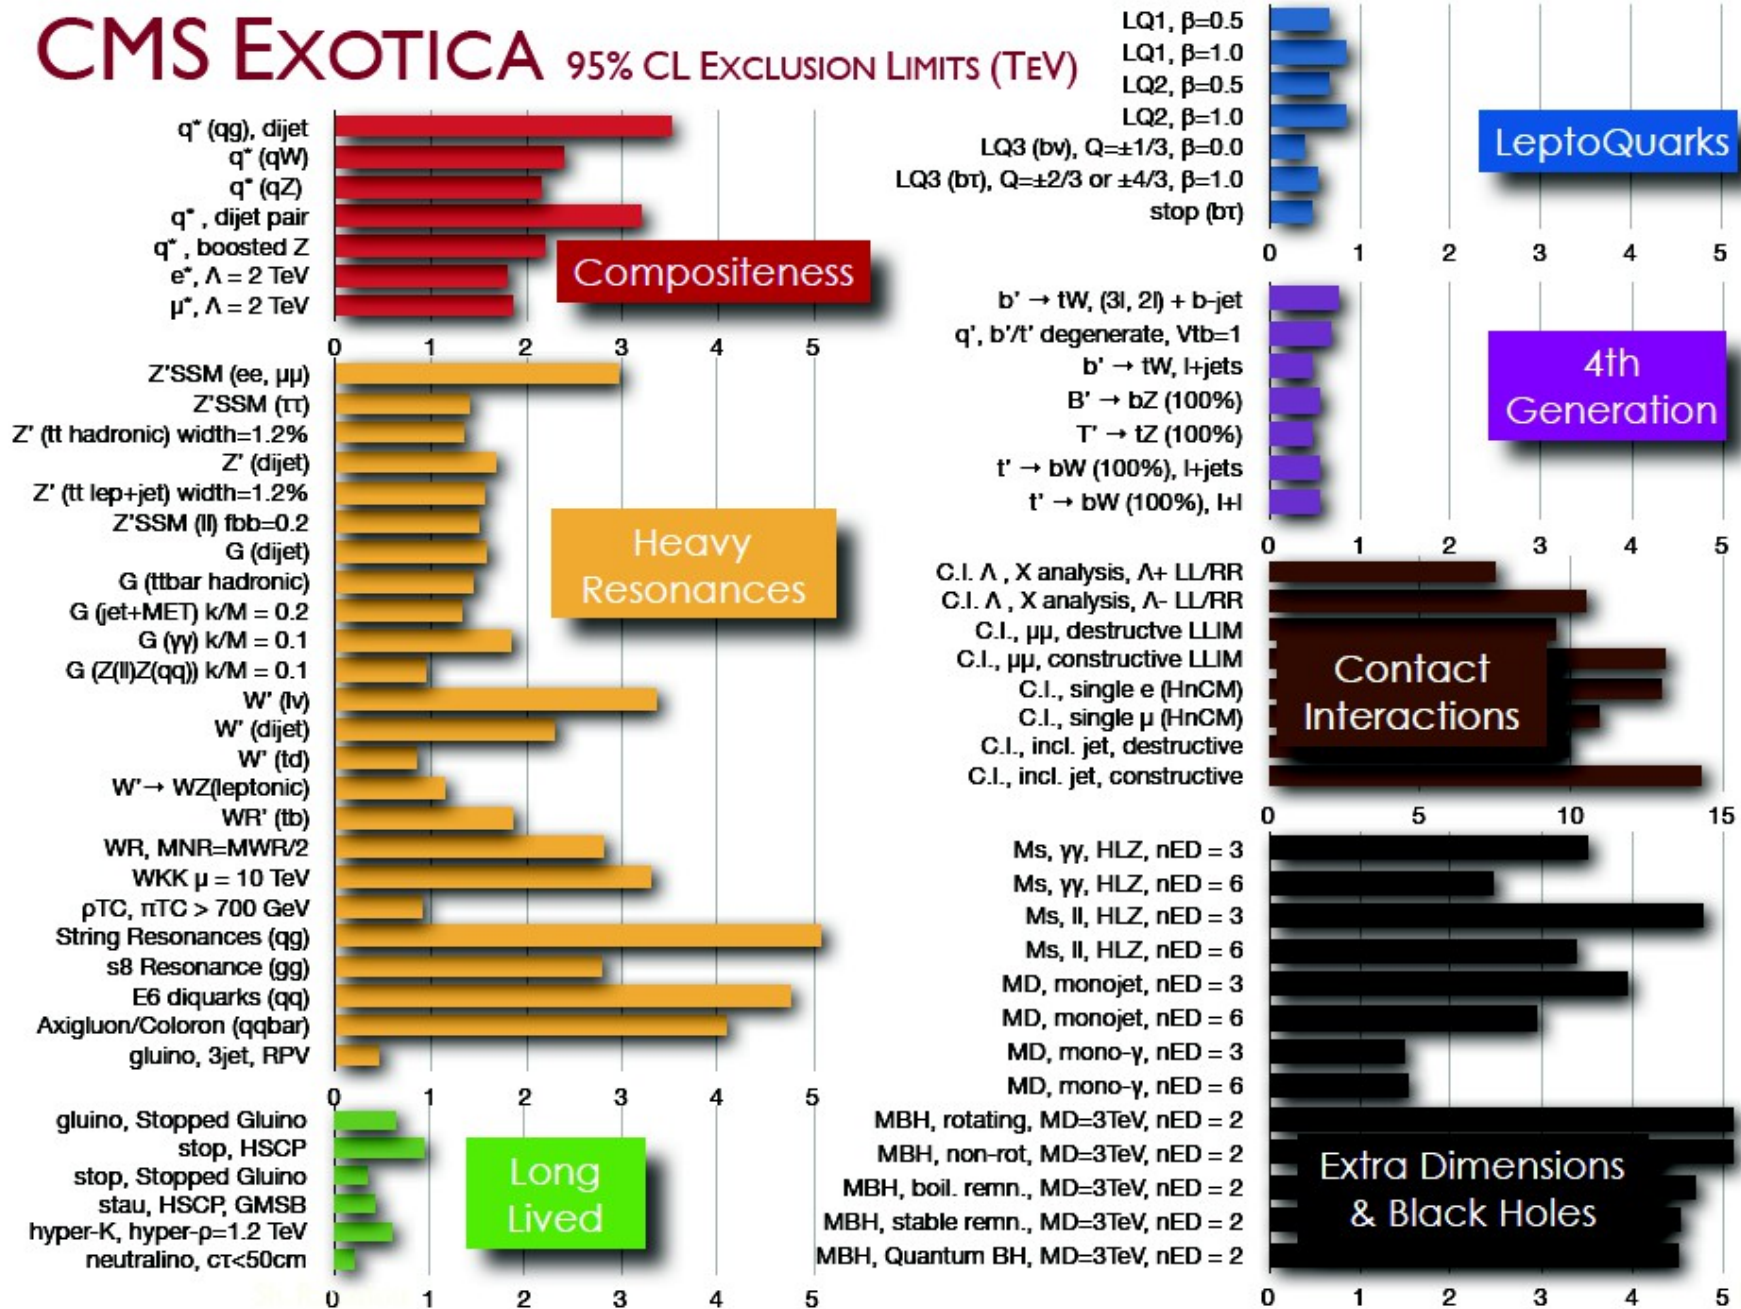 CMS EXOTICA 95% CL EXCLUSION LIMITS (TEV)
q* (qg), dijet
q* (qW)
q* (qZ)
q* , dijet pair
q* , boosted Z
e*, Λ = 2 TeV
μ*, Λ = 2 TeV
Compositeness
0 1 2 3 4 5
Z'SSM (ee, μμ)
Z'SSM (ττ)
Z' (tt hadronic) width=1.2%
Z' (dijet)
Z' (tt lep+jet) width=1.2%
Z'SSM (ll) fbb=0.2
G (dijet)
G (ttbar hadronic)
G (jet+MET) k/M = 0.2
G (γγ) k/M = 0.1
G (Z(ll)Z(qq)) k/M = 0.1
W' (lν)
W' (dijet)
W' (td)
W'→ WZ(leptonic)
WR' (tb)
WR, MNR=MWR/2
WKK μ = 10 TeV
ρTC, πTC > 700 GeV
String Resonances (qg)
s8 Resonance (gg)
E6 diquarks (qq)
Axigluon/Coloron (qqbar)
gluino, 3jet, RPV
Heavy
Resonances
0 1 2 3 4 5
gluino, Stopped Gluino
stop, HSCP
stop, Stopped Gluino
stau, HSCP, GMSB
hyper-K, hyper-ρ=1.2 TeV
neutralino, cτ<50cm
Long
Lived
0 1 2 3 4 5
LQ1, β=0.5
LQ1, β=1.0
LQ2, β=0.5
LQ2, β=1.0
LQ3 (bν), Q=±1/3, β=0.0
LQ3 (bτ), Q=±2/3 or ±4/3, β=1.0
stop (bτ)
LeptoQuarks
0 1 2 3 4 5
b' → tW, (3l, 2l) + b-jet
q', b'/t' degenerate, Vtb=1
b' → tW, l+jets
B' → bZ (100%)
T' → tZ (100%)
t' → bW (100%), l+jets
t' → bW (100%), l+l
4th
Generation
0 1 2 3 4 5
C.I. Λ , X analysis, Λ+ LL/RR
C.I. Λ , X analysis, Λ- LL/RR
C.I., μμ, destructve LLIM
C.I., μμ, constructive LLIM
C.I., single e (HnCM)
C.I., single μ (HnCM)
C.I., incl. jet, destructive
C.I., incl. jet, constructive
Contact
Interactions
0 5 10 15
Ms, γγ, HLZ, nED = 3
Ms, γγ, HLZ, nED = 6
Ms, ll, HLZ, nED = 3
Ms, ll, HLZ, nED = 6
MD, monojet, nED = 3
MD, monojet, nED = 6
MD, mono-γ, nED = 3
MD, mono-γ, nED = 6
MBH, rotating, MD=3TeV, nED = 2
MBH, non-rot, MD=3TeV, nED = 2
MBH, boil. remn., MD=3TeV, nED = 2
MBH, stable remn., MD=3TeV, nED = 2
MBH, Quantum BH, MD=3TeV, nED = 2
Extra Dimensions
& Black Holes
0 1 2 3 4 5